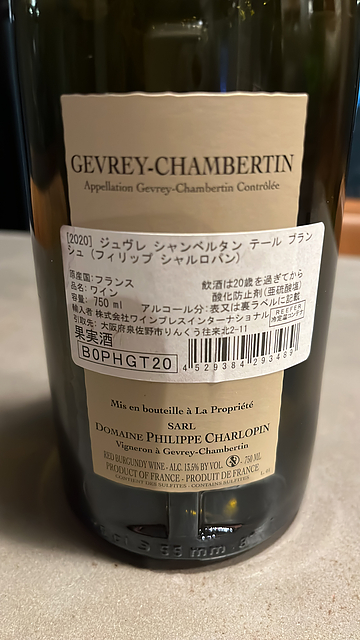 GEVREY-CHAMBERTIN
Appellation Gevrey-Chambertin Contrôlée
[2020] ジュヴレ シャンベルタン テール ブラン
シュ (フィリップ シャルロパン)
原産国:フランス
品名:ワイン
容量:750 ml
飲酒は20歳を過ぎてから
酸化防止剤(亜硫酸塩)
アルコール分:表又は裏ラベルに記載
輸入者 株式会社ワインプレスインターナショナル
引取先:大阪府泉佐野市りんくう往来北2-11
REEFER
果実酒
B0PHGT20
4529384293489
Mis en bouteille à La Propriété
SARL
DOMAINE PHILIPPE CHARLOPIN
Vigneron à Gevrey-Chambertin
RED BURGUNDY WINE - ALC. 13.5% BY VOL. 750 ML
PRODUCT OF FRANCE - PRODUIT DE FRANCE
CONTIENT DES SULFITES - CONTAINS SULFITES
66 mm